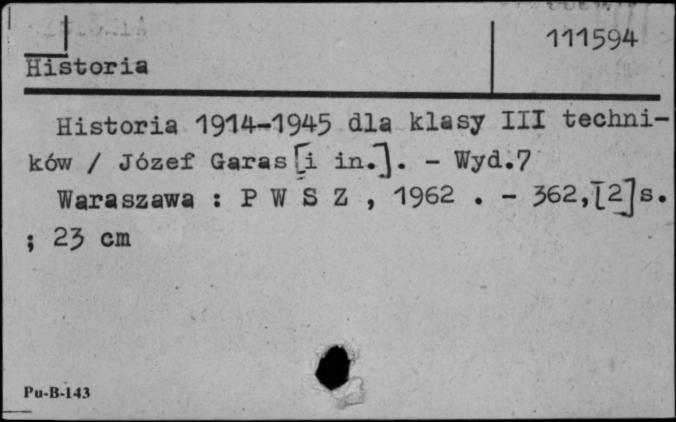 111594
Historia
Historia 1914-1945 dla klasy III techni-
ków / Józef Garas [i in.]. - Wyd.7
Waraszawa : P W S Z , 1962 . - 362,[2]s.
; 23 cm
Pu-B-143